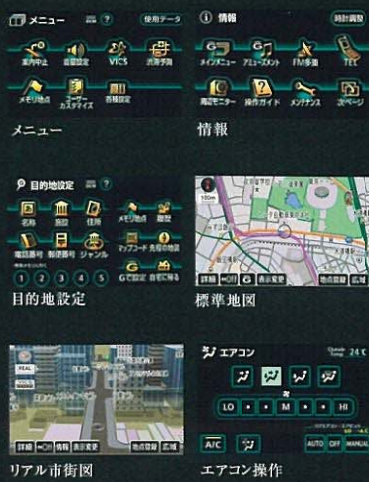 メニュー
?
使用データ
案内中止
音量設定
VICS
渋滞予測
メモリ地点
ユーザー
カスタマイズ
各種設定
メニュー
情報
時計調整
メインメニュー
アミューズメント
FM多重
TEL
周辺モニター
操作ガイド
メンテナンス
次ページ
情報
目的地設定
?
名称
施設
住所
メモリ地点
履歴
電話番号
郵便番号
ジャンル
マップコード
先程の地図
1
2
3
4
5
Gで設定
自宅に帰る
目的地設定
100m
詳細
OFF
G
表示変更
地点登録
広域
標準地図
REAL
詳細
OFF
情報
表示変更
地点登録
広域
リアル市街図
エアコン
Outside
Temp
24℃
LO
M
HI
A/C
AUTO
OFF
MANUAL
エアコン操作